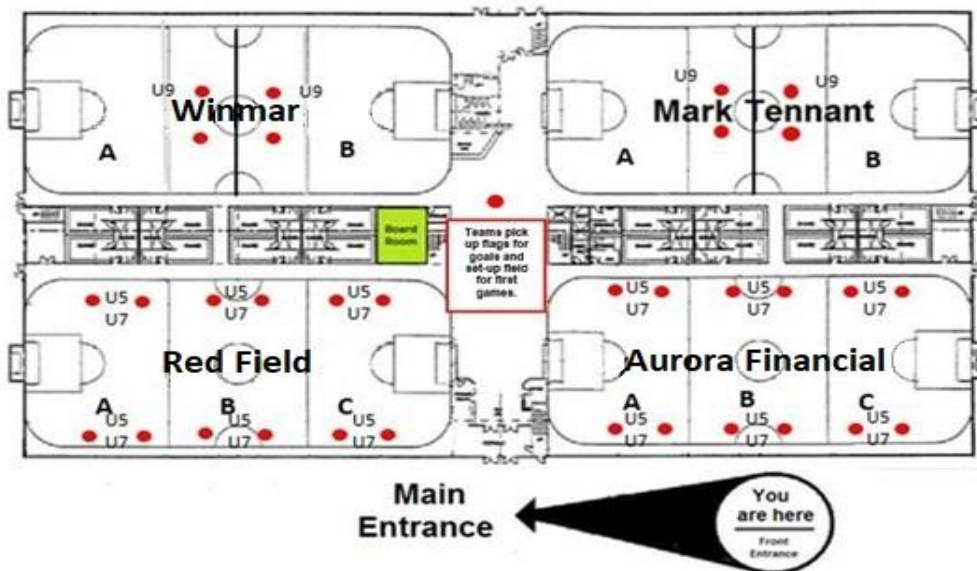 U9 U9
Winmar
A B
U9 U9
Mark Tennant
A B
Board
Room
Teams pick
up flags for
goals and
set-up field
for first
games.
U5 U5 U5
U7 U7 U7
Red Field
A B C
U5 U5 U5
U7 U7 U7
U5 U5 U5
U7 U7 U7
Aurora Financial
A B C
U5 U5 U5
U7 U7 U7
Main
Entrance
You
are here
Front
Entrance